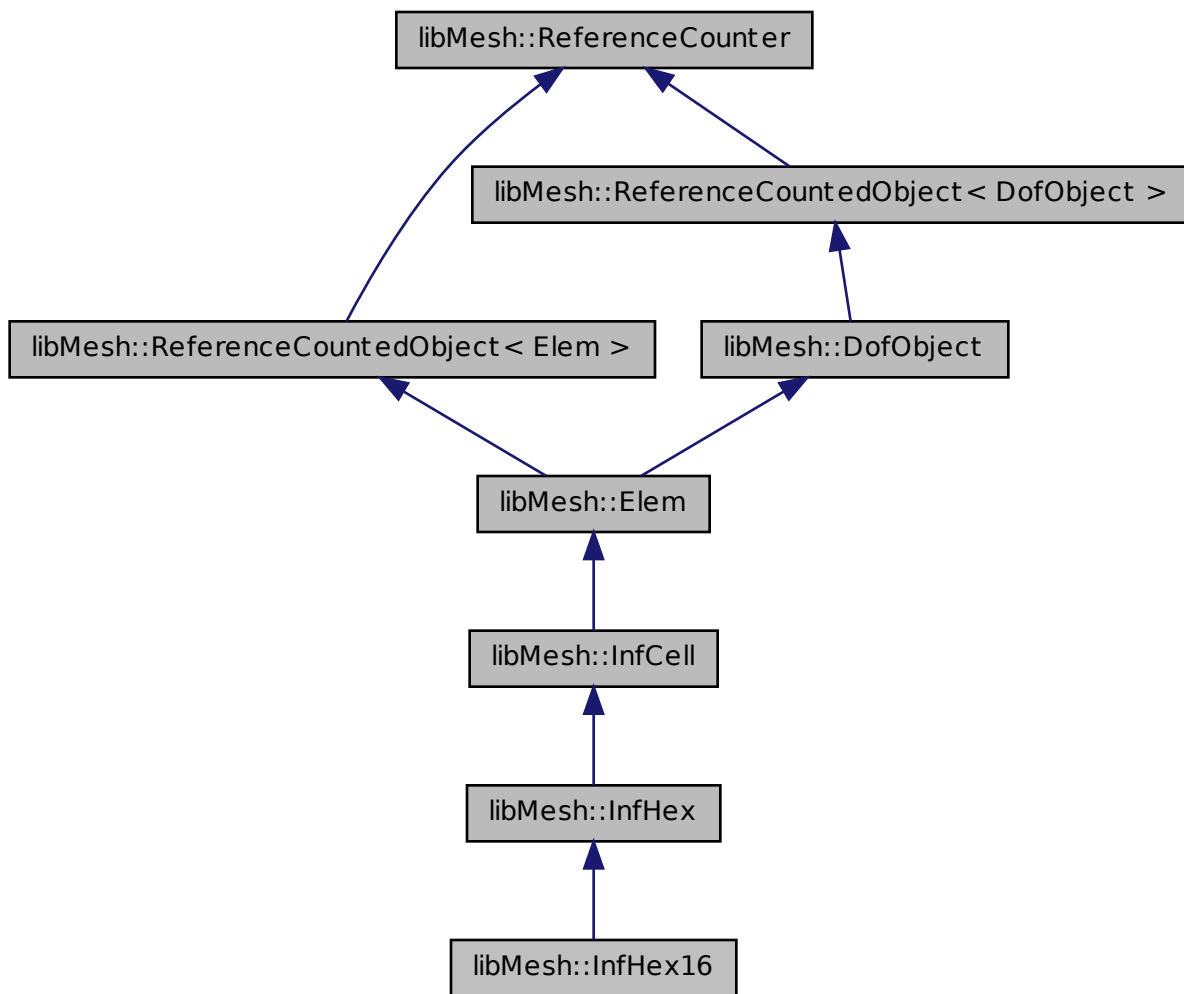 libMesh::ReferenceCounter
libMesh::ReferenceCountedObject< DofObject >
libMesh::ReferenceCountedObject< Elem >
libMesh::DofObject
libMesh::Elem
libMesh::InfCell
libMesh::InfHex
libMesh::InfHex16